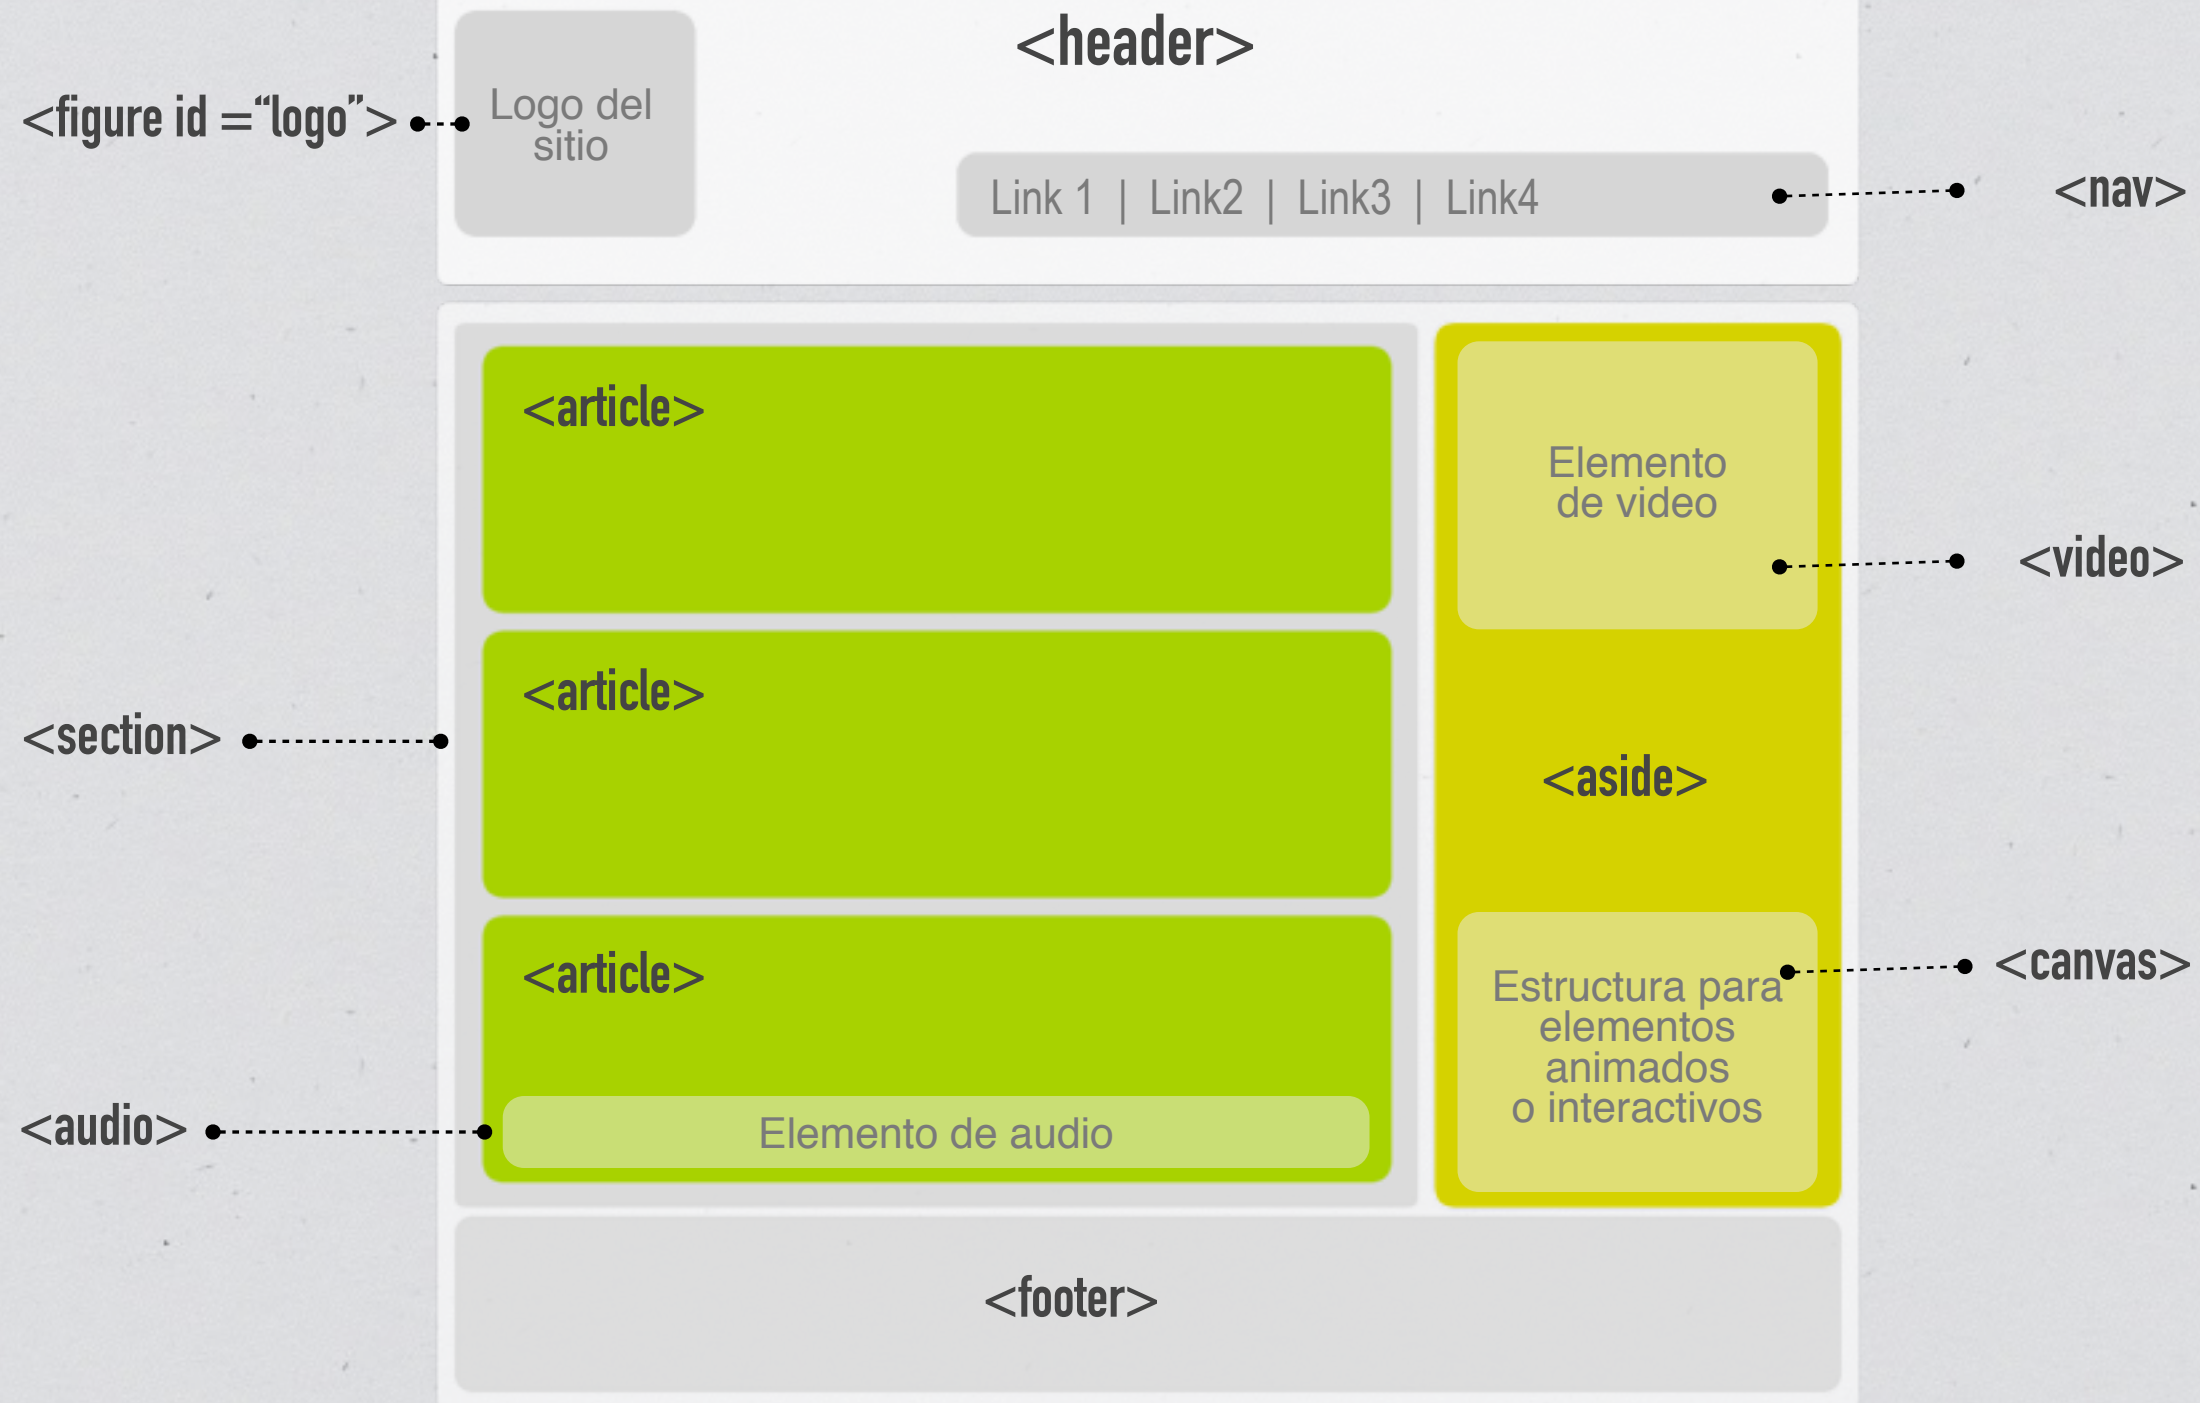 <header>
<figure id =“logo”>
Logo del
sitio
Link 1 | Link2 | Link3 | Link4
<nav>
<article>
Elemento
de video
<video>
<article>
<section>
<aside>
<article>
<canvas>
Estructura para
elementos
animados
o interactivos
<audio>
Elemento de audio
<footer>